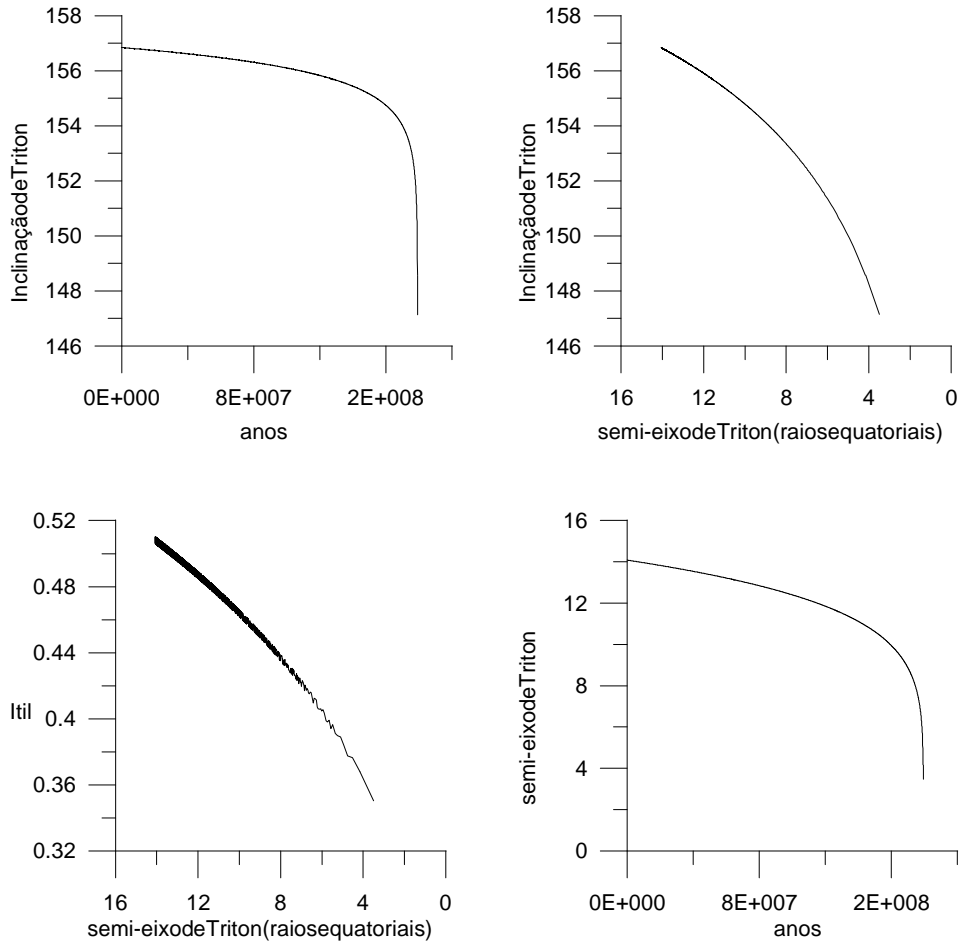 158
156
154
152
150
148
146
InclinaçãodeTriton
0E+000 8E+007 2E+008
anos
158
156
154
152
150
148
146
InclinaçãodeTriton
16 12 8 4 0
semi-eixodeTriton(raiosequatoriais)
0.52
0.48
0.44
0.4
0.36
0.32
Itil
16 12 8 4 0
semi-eixodeTriton(raiosequatoriais)
16
12
8
4
0
semi-eixodeTriton
0E+000 8E+007 2E+008
anos